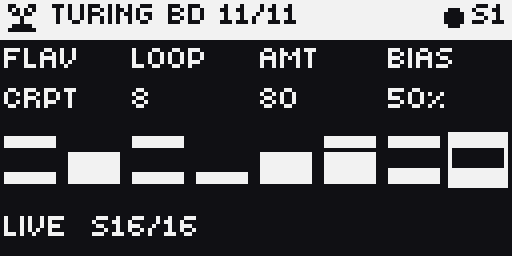 TURING BD 11/11 S1
FLAV LOOP AMT BIAS
CRPT 8 80 50%
LIVE S16/16